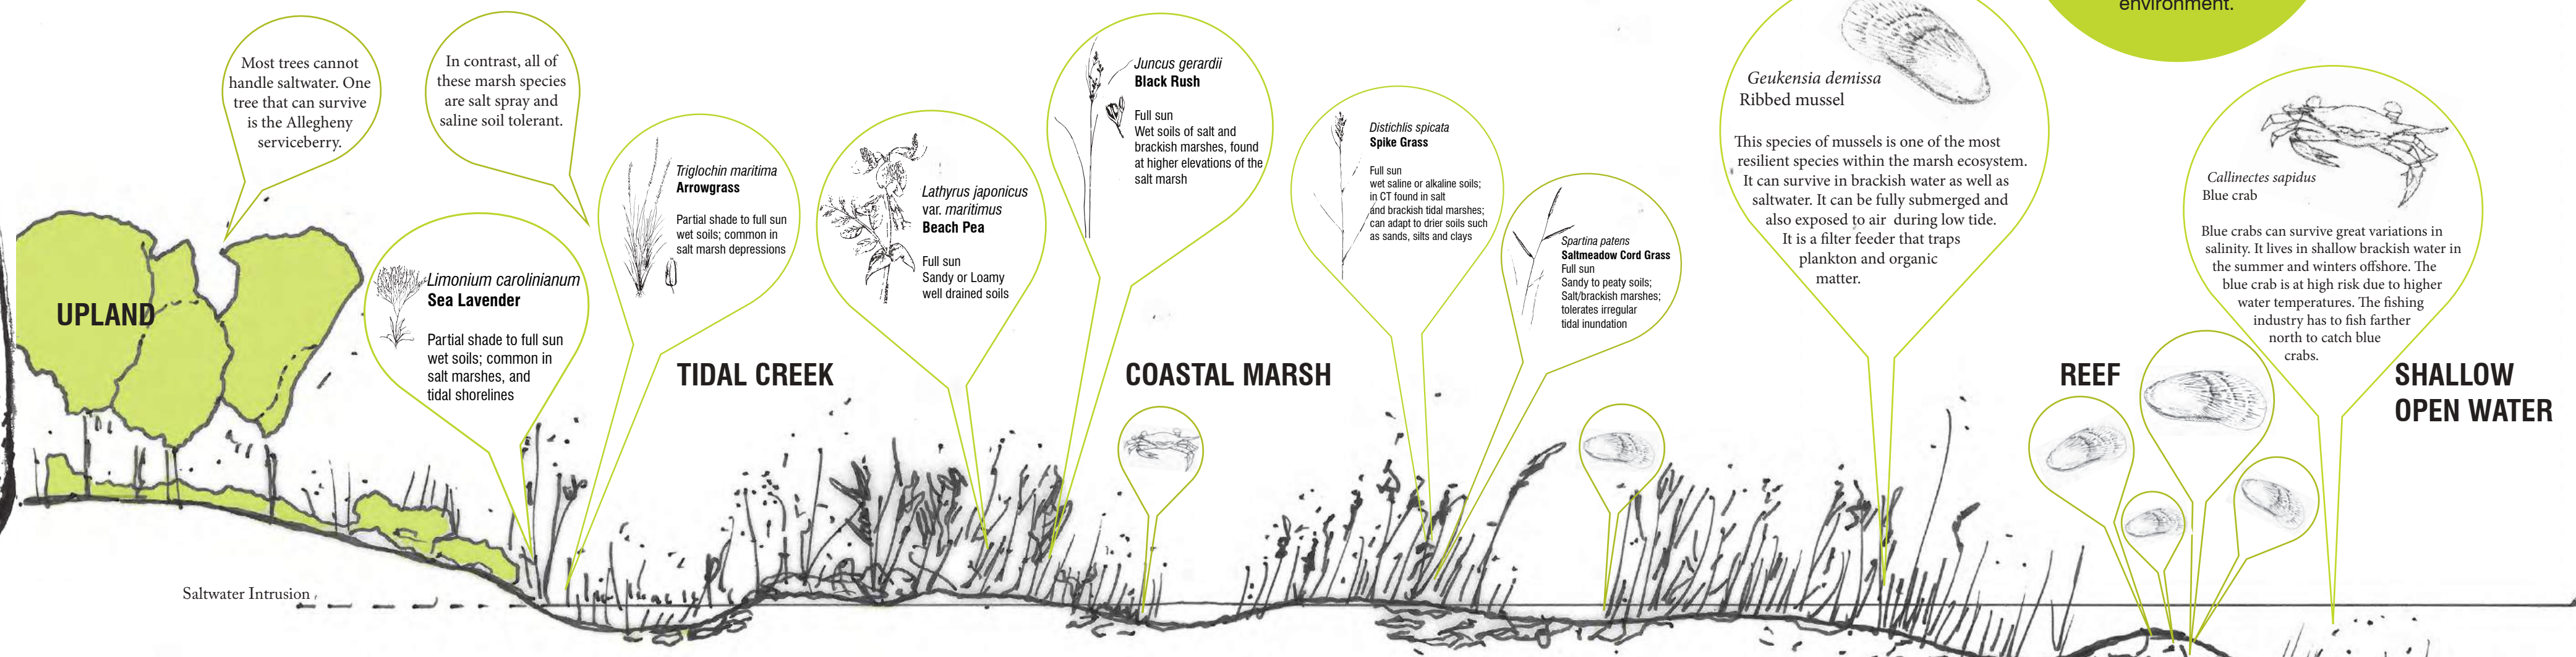 environment.
Most trees cannot
handle saltwater. One
tree that can survive
is the Allegheny
serviceberry.
In contrast, all of
these marsh species
are salt spray and
saline soil tolerant.
UPLAND
Limonium carolinianum
Sea Lavender
Partial shade to full sun
wet soils; common in
salt marshes, and
tidal shorelines
Triglochin maritima
Arrowgrass
Partial shade to full sun
wet soils; common in
salt marsh depressions
TIDAL CREEK
Lathyrus japonicus
var. maritimus
Beach Pea
Full sun
Sandy or Loamy
well drained soils
Juncus gerardii
Black Rush
Full sun
Wet soils of salt and
brackish marshes, found
at higher elevations of the
salt marsh
COASTAL MARSH
Distichlis spicata
Spike Grass
Full sun
wet saline or alkaline soils;
in CT found in salt
and brackish tidal marshes;
can adapt to drier soils such
as sands, silts and clays
Spartina patens
Saltmeadow Cord Grass
Full sun
Sandy to peaty soils;
Salt/brackish marshes;
tolerates irregular
tidal inundation
Geukensia demissa
Ribbed mussel
This species of mussels is one of the most
resilient species within the marsh ecosystem.
It can survive in brackish water as well as
saltwater. It can be fully submerged and
also exposed to air during low tide.
It is a filter feeder that traps
plankton and organic
matter.
REEF
Callinectes sapidus
Blue crab
Blue crabs can survive great variations in
salinity. It lives in shallow brackish water in
the summer and winters offshore. The
blue crab is at high risk due to higher
water temperatures. The fishing
industry has to fish farther
north to catch blue
crabs.
SHALLOW
OPEN WATER
Saltwater Intrusion